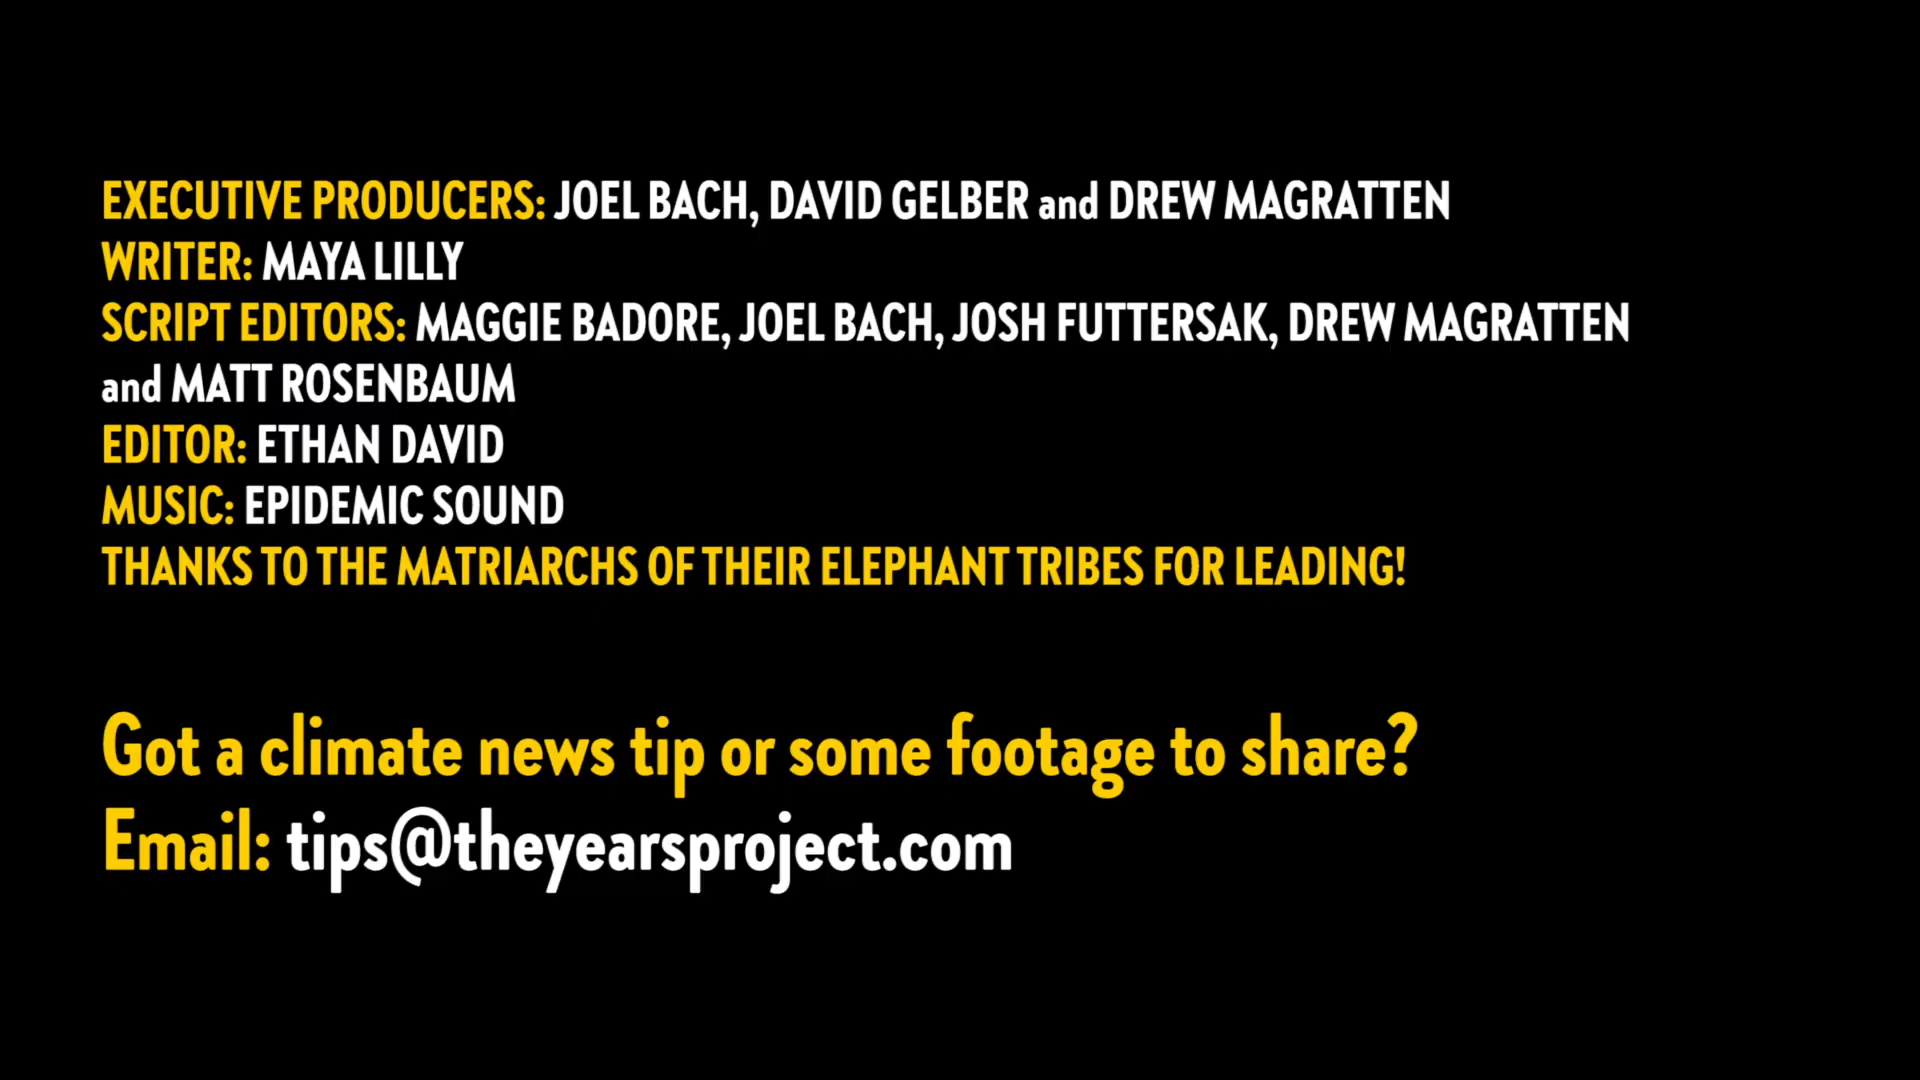 EXECUTIVE PRODUCERS: JOEL BACH, DAVID GELBER and DREW MAGRATTEN
WRITER: MAYA LILLY
SCRIPT EDITORS: MAGGIE BADORE, JOEL BACH, JOSH FUTTERSAK, DREW MAGRATTEN
and MATT ROSENBAUM
EDITOR: ETHAN DAVID
MUSIC: EPIDEMIC SOUND
THANKS TO THE MATRIARCHS OF THEIR ELEPHANT TRIBES FOR LEADING!
Got a climate news tip or some footage to share?
Email: tips@theyearsproject.com